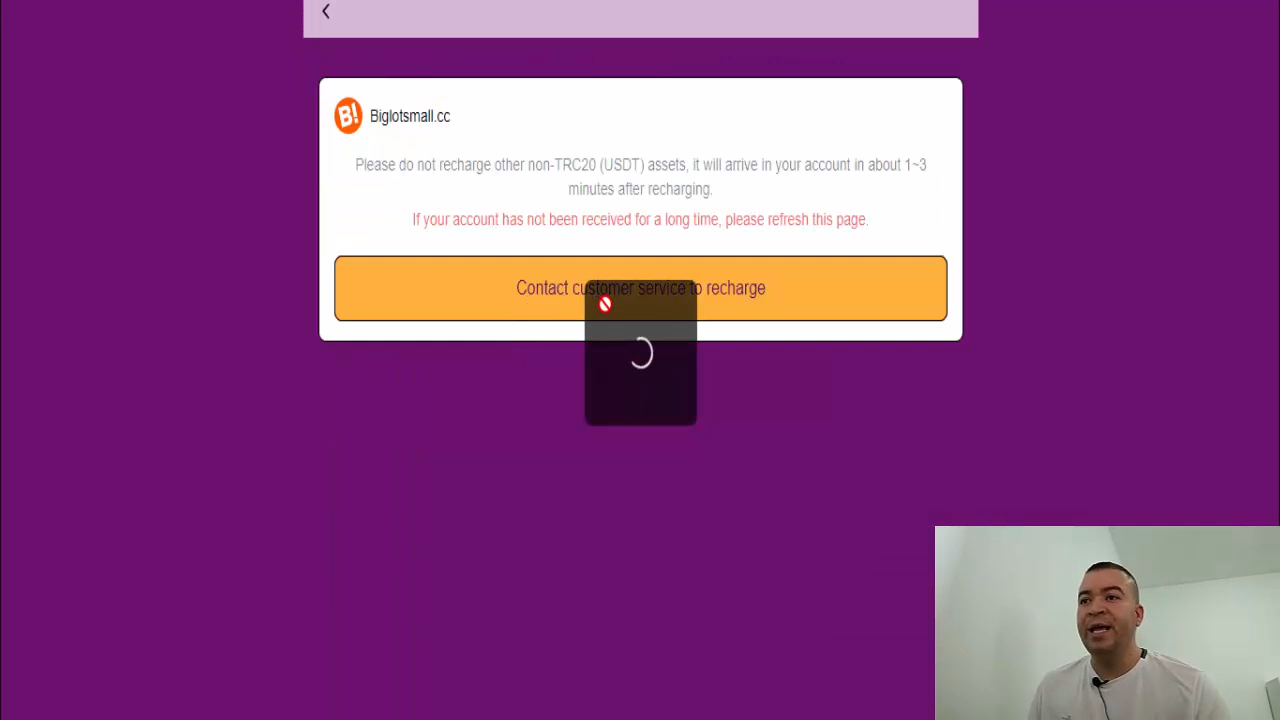 B!
Biglotsmall.cc
Please do not recharge other non-TRC20 (USDT) assets, it will arrive in your account in about 1~3
minutes after recharging.
If your account has not been received for a long time, please refresh this page.
Contact customer service to recharge